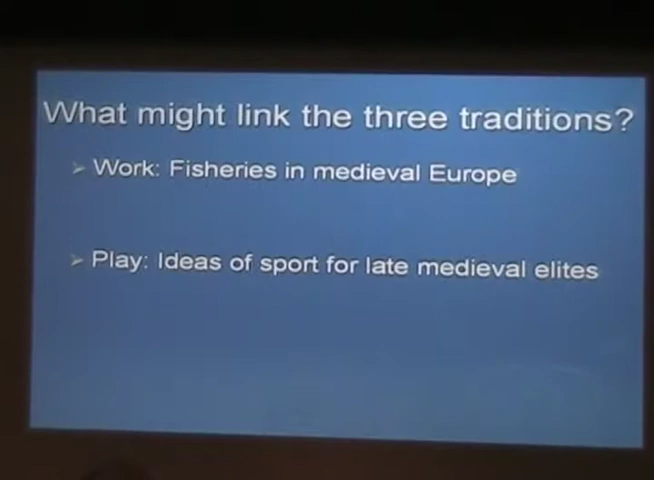 What might link the three traditions?
➢ Work: Fisheries in medieval Europe
➢ Play: Ideas of sport for late medieval elites